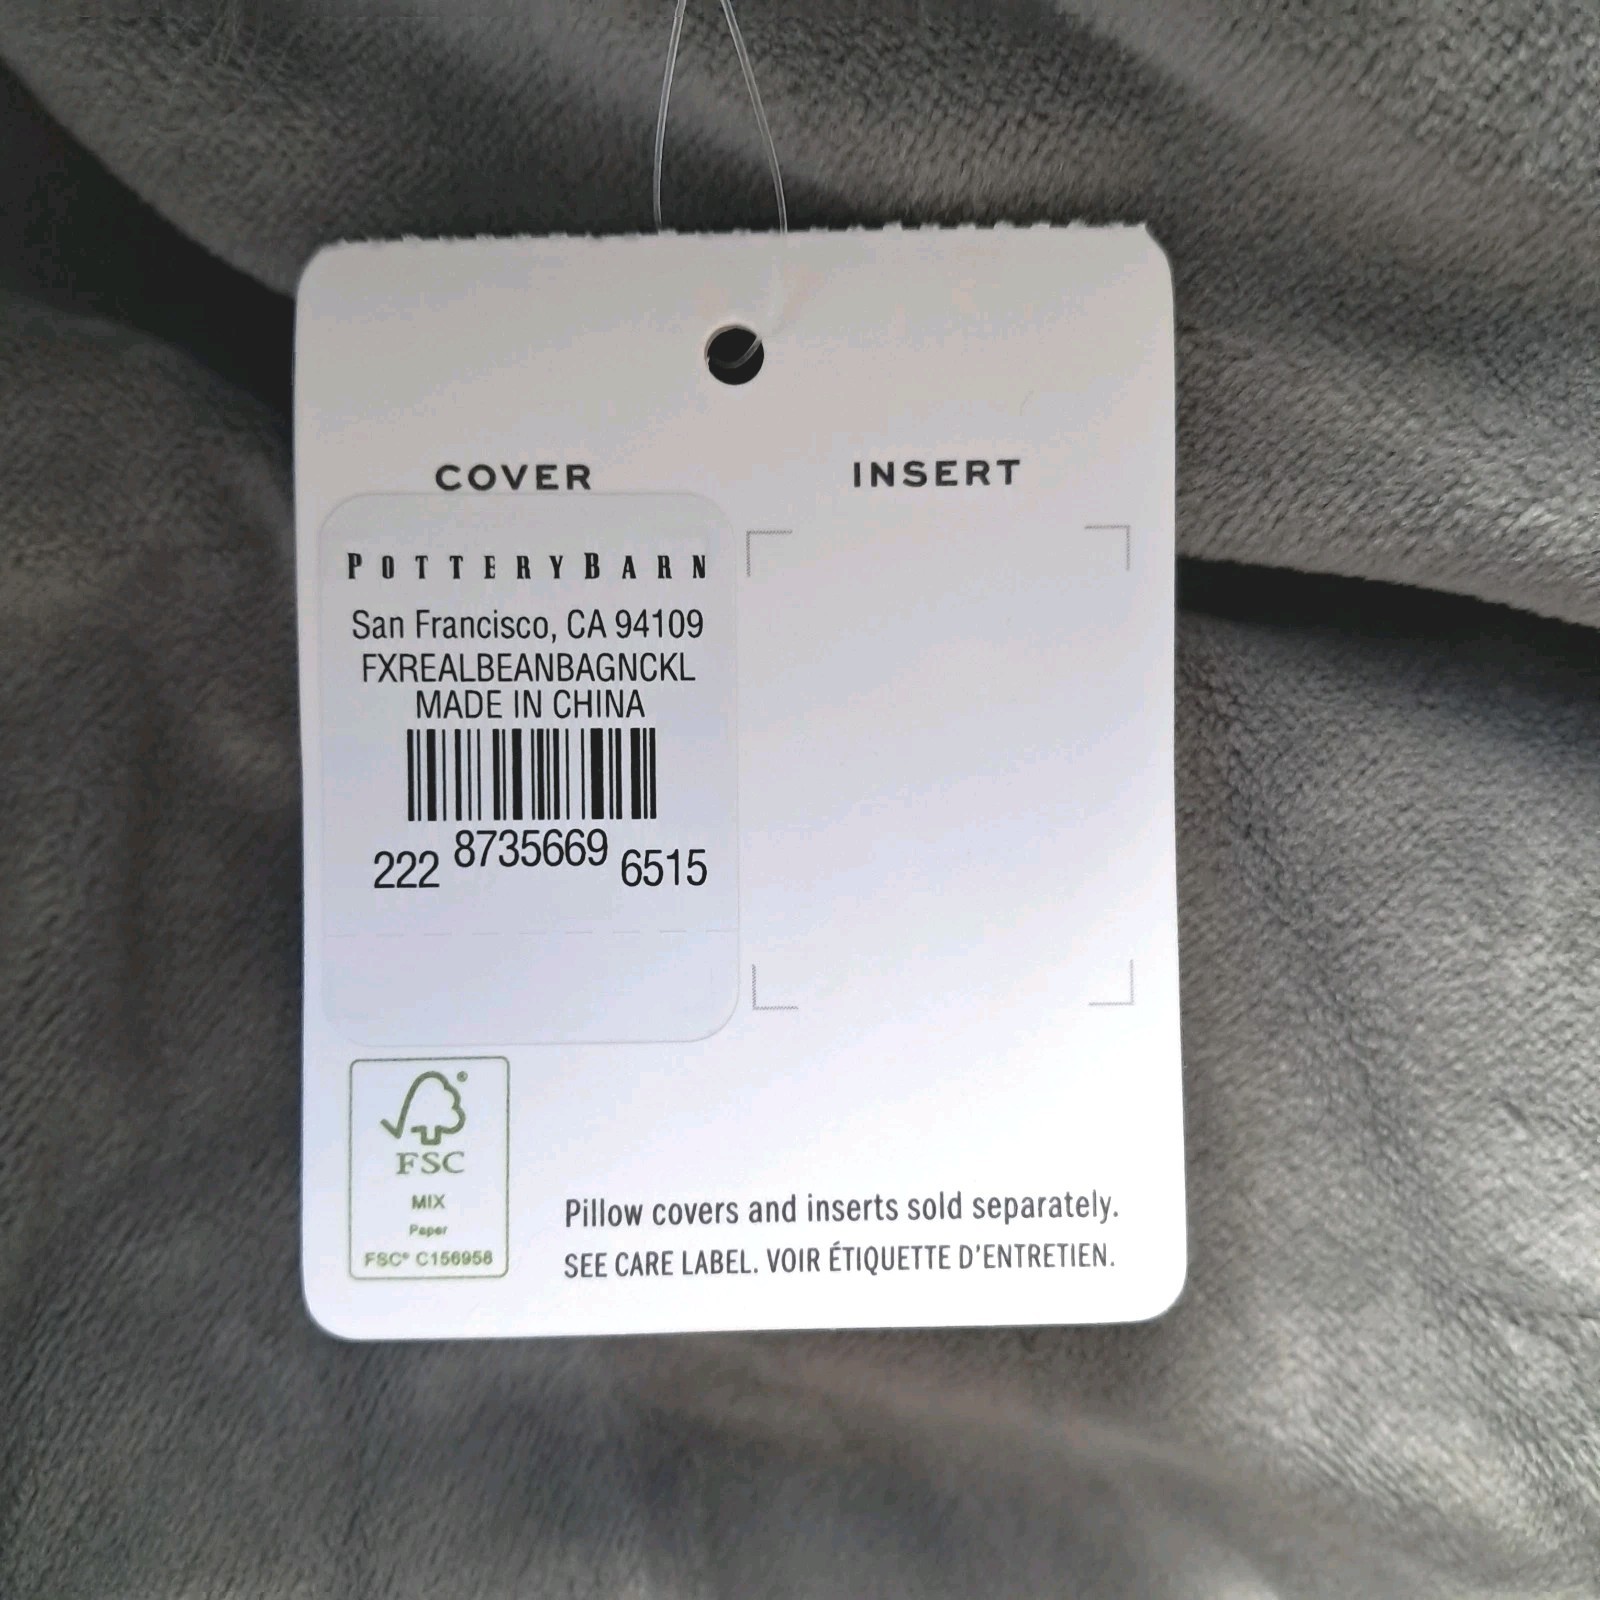 COVER
INSERT
POTTERYBARN
San Francisco, CA 94109
FXREALBEANBAGNCKL
MADE IN CHINA
222 8735669 6515
FSC
MIX
Paper
FSC® C156958
Pillow covers and inserts sold separately.
SEE CARE LABEL. VOIR ÉTIQUETTE D'ENTRETIEN.